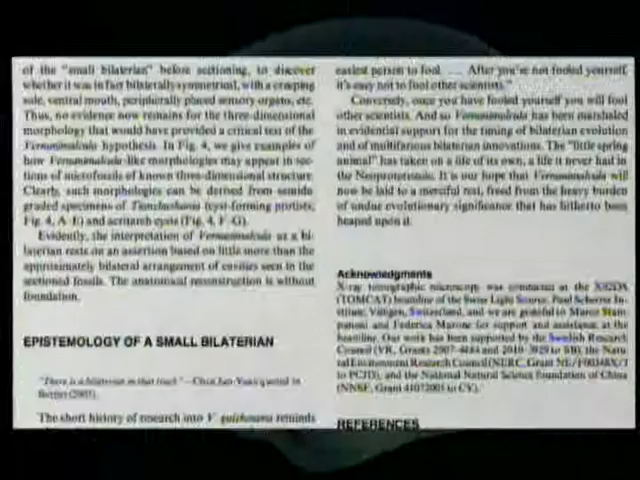 of the "small bilaterian" before sectioning, to discover
whether it was in fact bilaterally symmetrical, with a creeping
sole, ventral mouth, peripherally placed sensory organs, etc.
Thus, no evidence now remains for the three-dimensional
morphology that would have provided a critical test of the
Vernanimalcula hypothesis. In Fig. 4, we give examples of
how Vernanimalcula-like morphologies may appear in sec-
tions of microfossils of known three-dimensional structure.
Clearly, such morphologies can be derived from semide-
graded specimens of (cyst-forming protists,
Fig. 4, A–E) and acritarch cysts (Fig. 4, F–G).
Evidently, the interpretation of Vernanimalcula as a bi-
laterian rests on an assertion based on little more than the
approximately bilateral arrangement of cavities seen in the
sectioned fossils. The anatomical reconstruction is without
foundation.
EPISTEMOLOGY OF A SMALL BILATERIAN
"There is a bilaterian in that rock"—Chen Jun-Yuan quoted in
The short history of research into V. guizhouena reminds
easiest person to fool. … After you're not fooled yourself,
it's easy not to fool other scientists."
Conversely, once you have fooled yourself you will fool
other scientists. And so Vernanimalcula has been marshaled
in evidential support for the timing of bilaterian evolution
and of multifarious bilaterian innovations. The "little spring
animal" has taken on a life of its own, a life it never had in
the Neoproterozoic. It is our hope that Vernanimalcula will
now be laid to a merciful rest, freed from the heavy burden
of undue evolutionary significance that has hitherto been
heaped upon it.
Acknowledgments
X-ray tomographic microscopy was conducted at the X02DA
(TOMCAT) beamline of the Swiss Light Source, Paul Scherrer In-
stitute, Villigen, Switzerland, and we are grateful to Marco Stam-
panoni and Federica Marone for support and assistance at the
beamline. Our work has been supported by the Swedish Research
Council (VR, Grants to SB), the Natu-
ral Environment Research Council (NERC, Grant
to PCJD), and the National Natural Science Foundation of China
(NNSF, Grant to CY).
REFERENCES